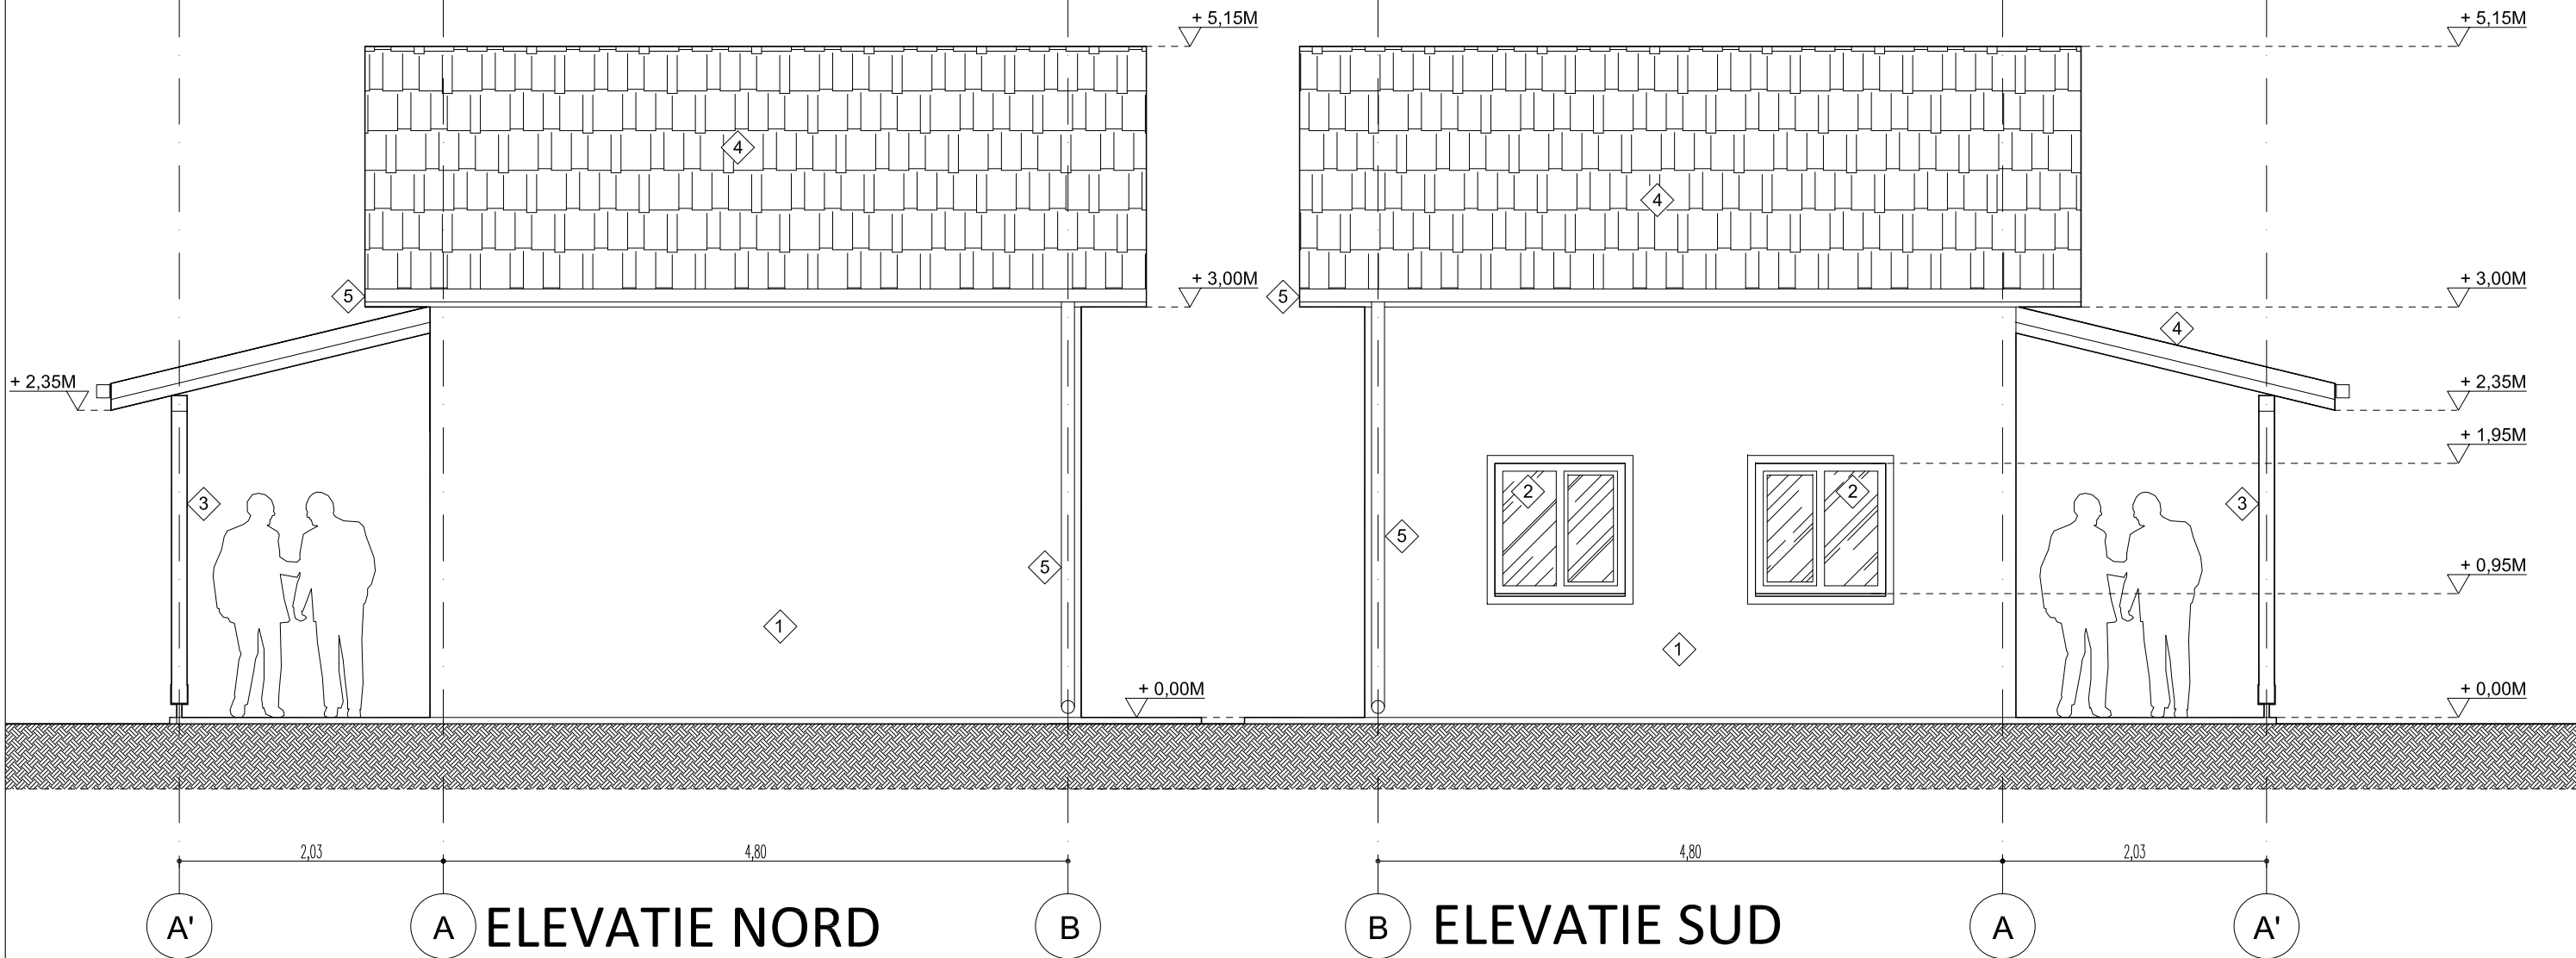 + 5,15M
+ 5,15M
4
4
+ 3,00M
+ 3,00M
5
5
4
+ 2,35M
+ 2,35M
+ 1,95M
2
2
3
3
5
5
+ 0,95M
1
1
+ 0,00M
+ 0,00M
2,03
4,80
4,80
2,03
A'
A
ELEVATIE NORD
B
B
ELEVATIE SUD
A
A'